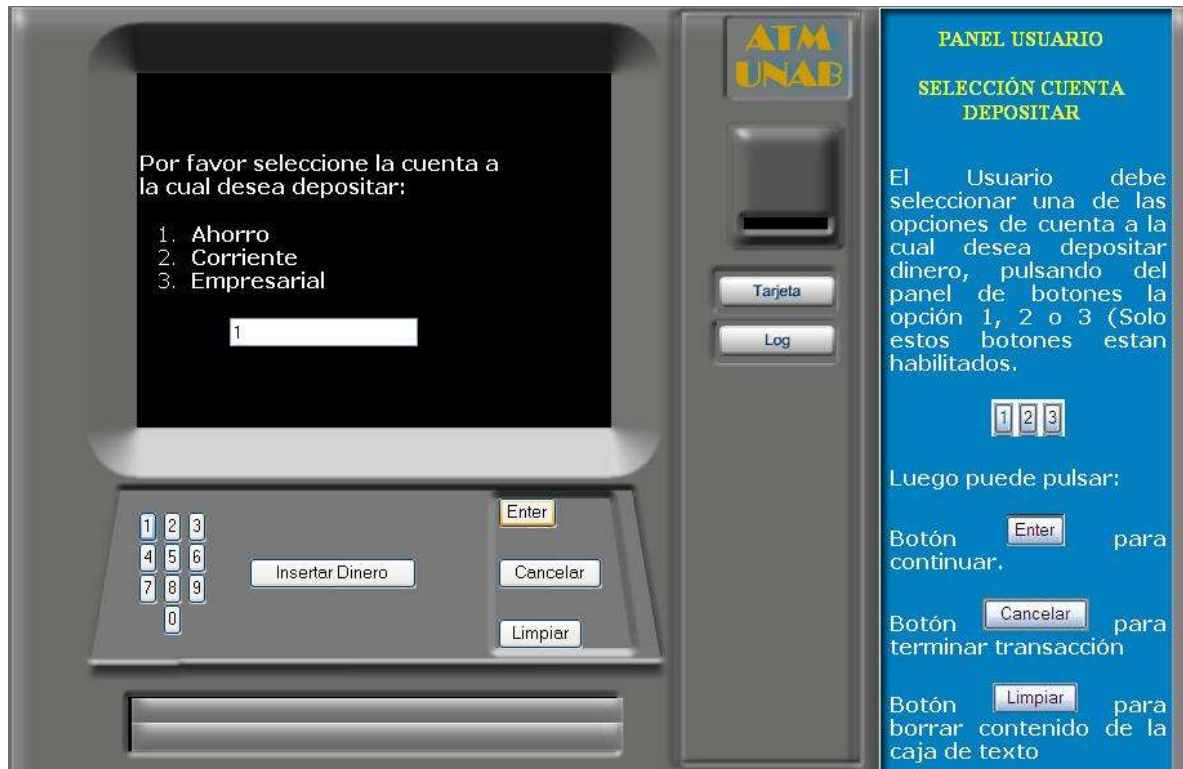 Por favor seleccione la cuenta a
la cual desea depositar:
1. Ahorro
2. Corriente
3. Empresarial
1
1 2 3
4 5 6
7 8 9
0
Insertar Dinero
Enter
Cancelar
Limpiar
ATM
UNAB
Tarjeta
Log
PANEL USUARIO
SELECCIÓN CUENTA
DEPOSITAR
El Usuario debe
seleccionar una de las
opciones de cuenta a la
cual desea depositar
dinero, pulsando del
panel de botones la
opción 1, 2 o 3 (Solo
estos botones estan
habilitados.
1 2 3
Luego puede pulsar:
Botón Enter para
continuar.
Botón Cancelar para
terminar transacción
Botón Limpiar para
borrar contenido de la
caja de texto